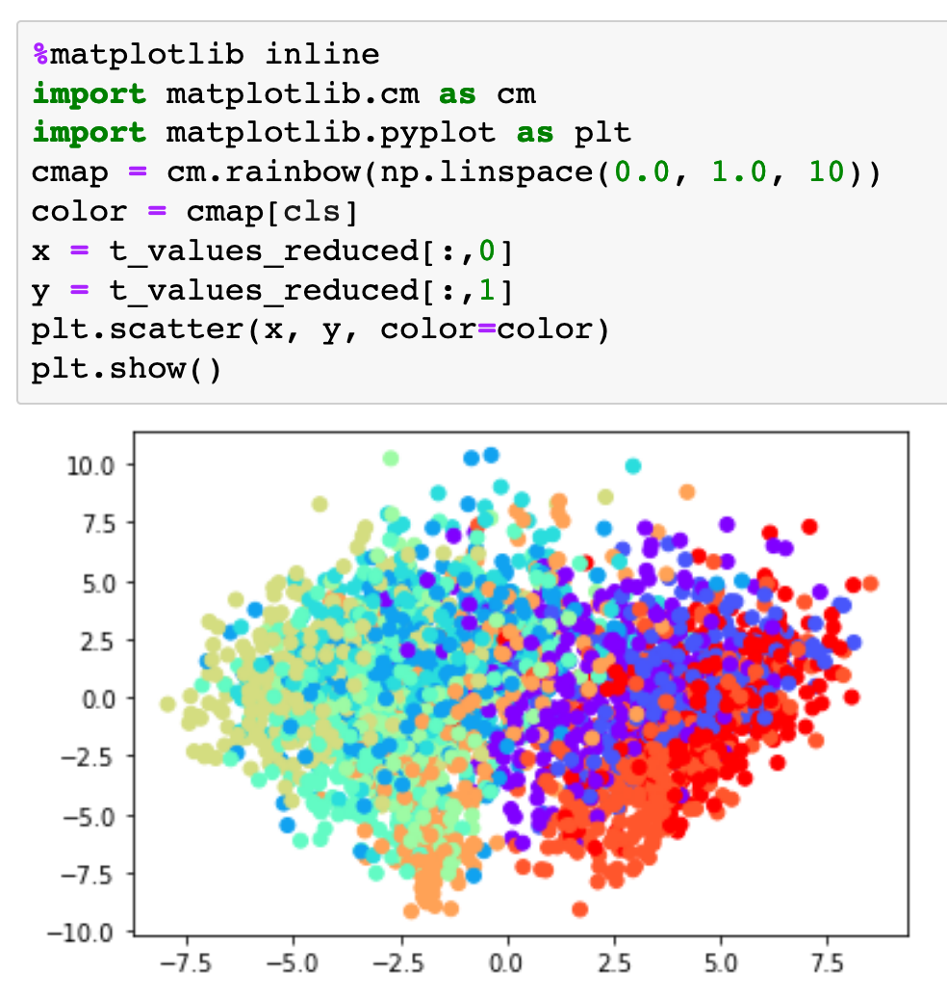 %matplotlib inline
import matplotlib.cm as cm
import matplotlib.pyplot as plt
cmap = cm.rainbow(np.linspace(0.0, 1.0, 10))
color = cmap[cls]
x = t_values_reduced[:,0]
y = t_values_reduced[:,1]
plt.scatter(x, y, color=color)
plt.show()
10.0
7.5
5.0
2.5
0.0
−2.5
−5.0
−7.5
−10.0
−7.5 −5.0 −2.5 0.0 2.5 5.0 7.5